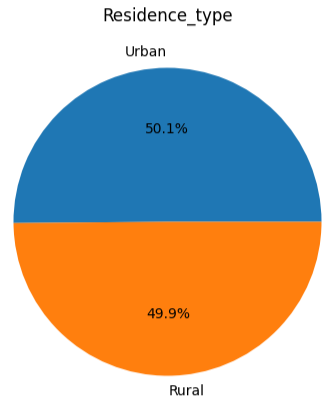 Residence_type
Urban
50.1%
49.9%
Rural